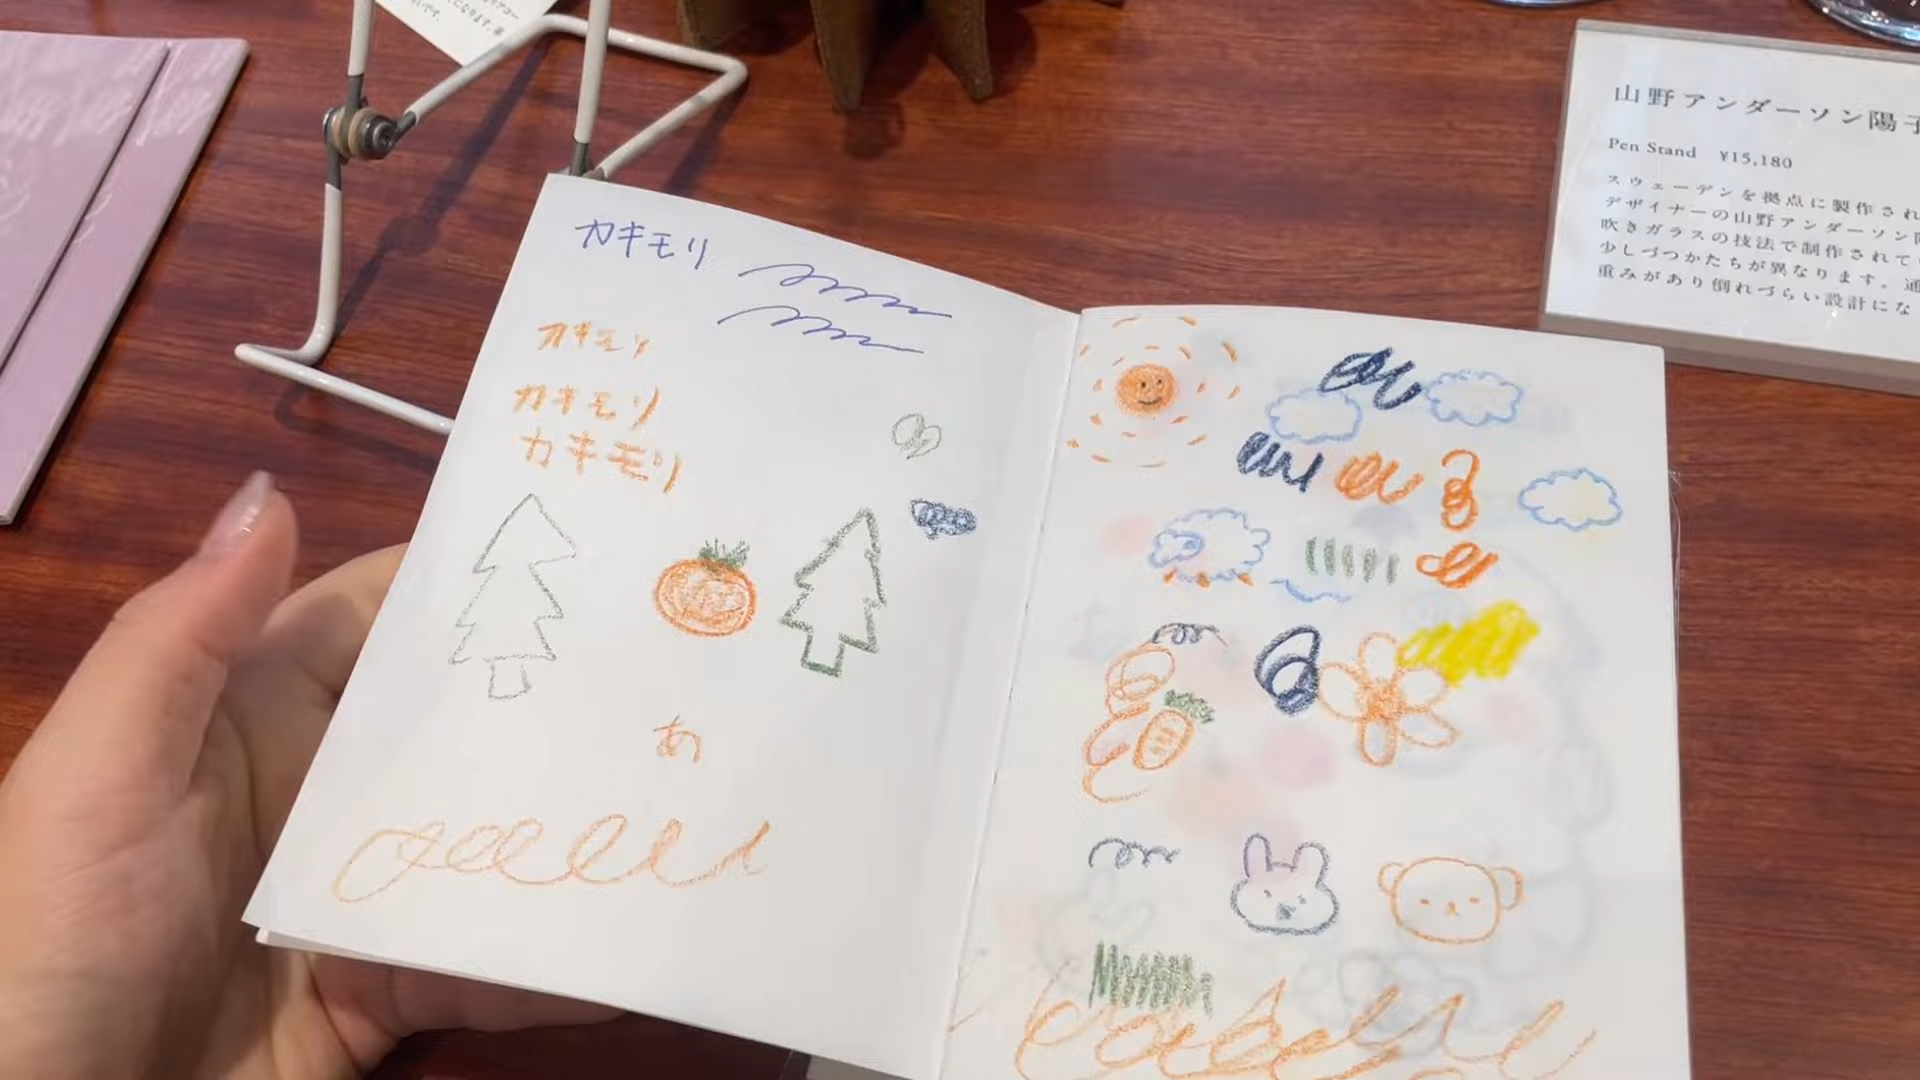 カキモリ
カキモリ
カキモリ
カキモリ
あ
山野アンダーソン陽子
Pen Stand ¥15,180
スウェーデンを拠点に製作され
デザイナーの山野アンダーソン
吹きガラスの技法で制作されて
少しづつかたちが異なります。通
重みがあり倒れづらい設計にな